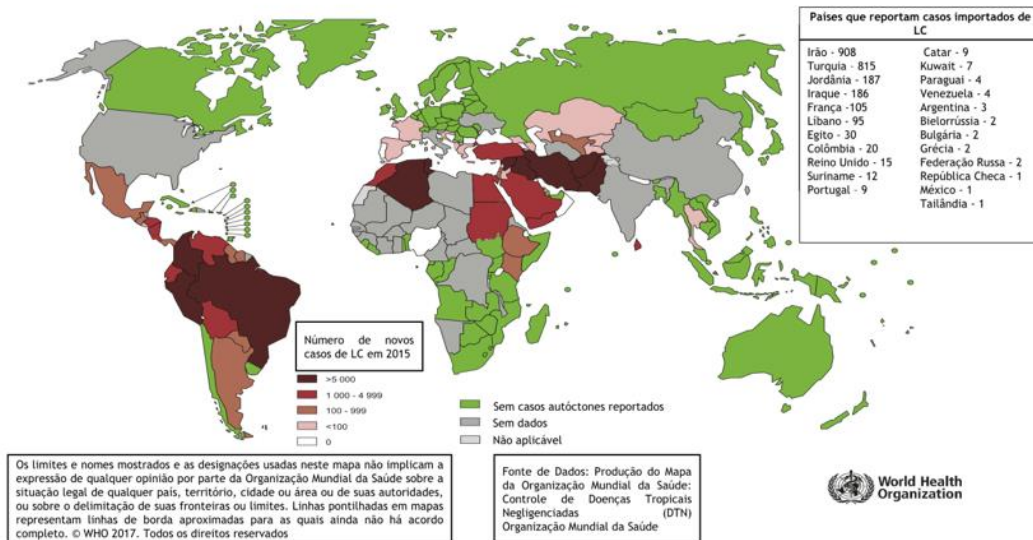 Países que reportam casos importados de
LC
Irão - 908
Turquia - 815
Jordânia - 187
Iraque - 186
França -105
Líbano - 95
Egito - 30
Colômbia - 20
Reino Unido - 15
Suriname - 12
Portugal - 9
Catar - 9
Kuwait - 7
Paraguai - 4
Venezuela - 4
Argentina - 3
Bielorrússia - 2
Bulgária - 2
Grécia - 2
Federação Russa - 2
República Checa - 1
México - 1
Tailândia - 1
Número de novos
casos de LC em 2015
>5 000
1 000 - 4 999
100 - 999
<100
0
Sem casos autóctones reportados
Sem dados
Não aplicável
Os limites e nomes mostrados e as designações usadas neste mapa não implicam a
expressão de qualquer opinião por parte da Organização Mundial da Saúde sobre a
situação legal de qualquer país, território, cidade ou área ou de suas autoridades,
ou sobre o delimitação de suas fronteiras ou limites. Linhas pontilhadas em mapas
representam linhas de borda aproximadas para as quais ainda não há acordo
completo. © WHO 2017. Todos os direitos reservados
Fonte de Dados: Produção do Mapa
da Organização Mundial da Saúde:
Controle de Doenças Tropicais
Negligenciadas (DTN)
Organização Mundial da Saúde
World Health
Organization